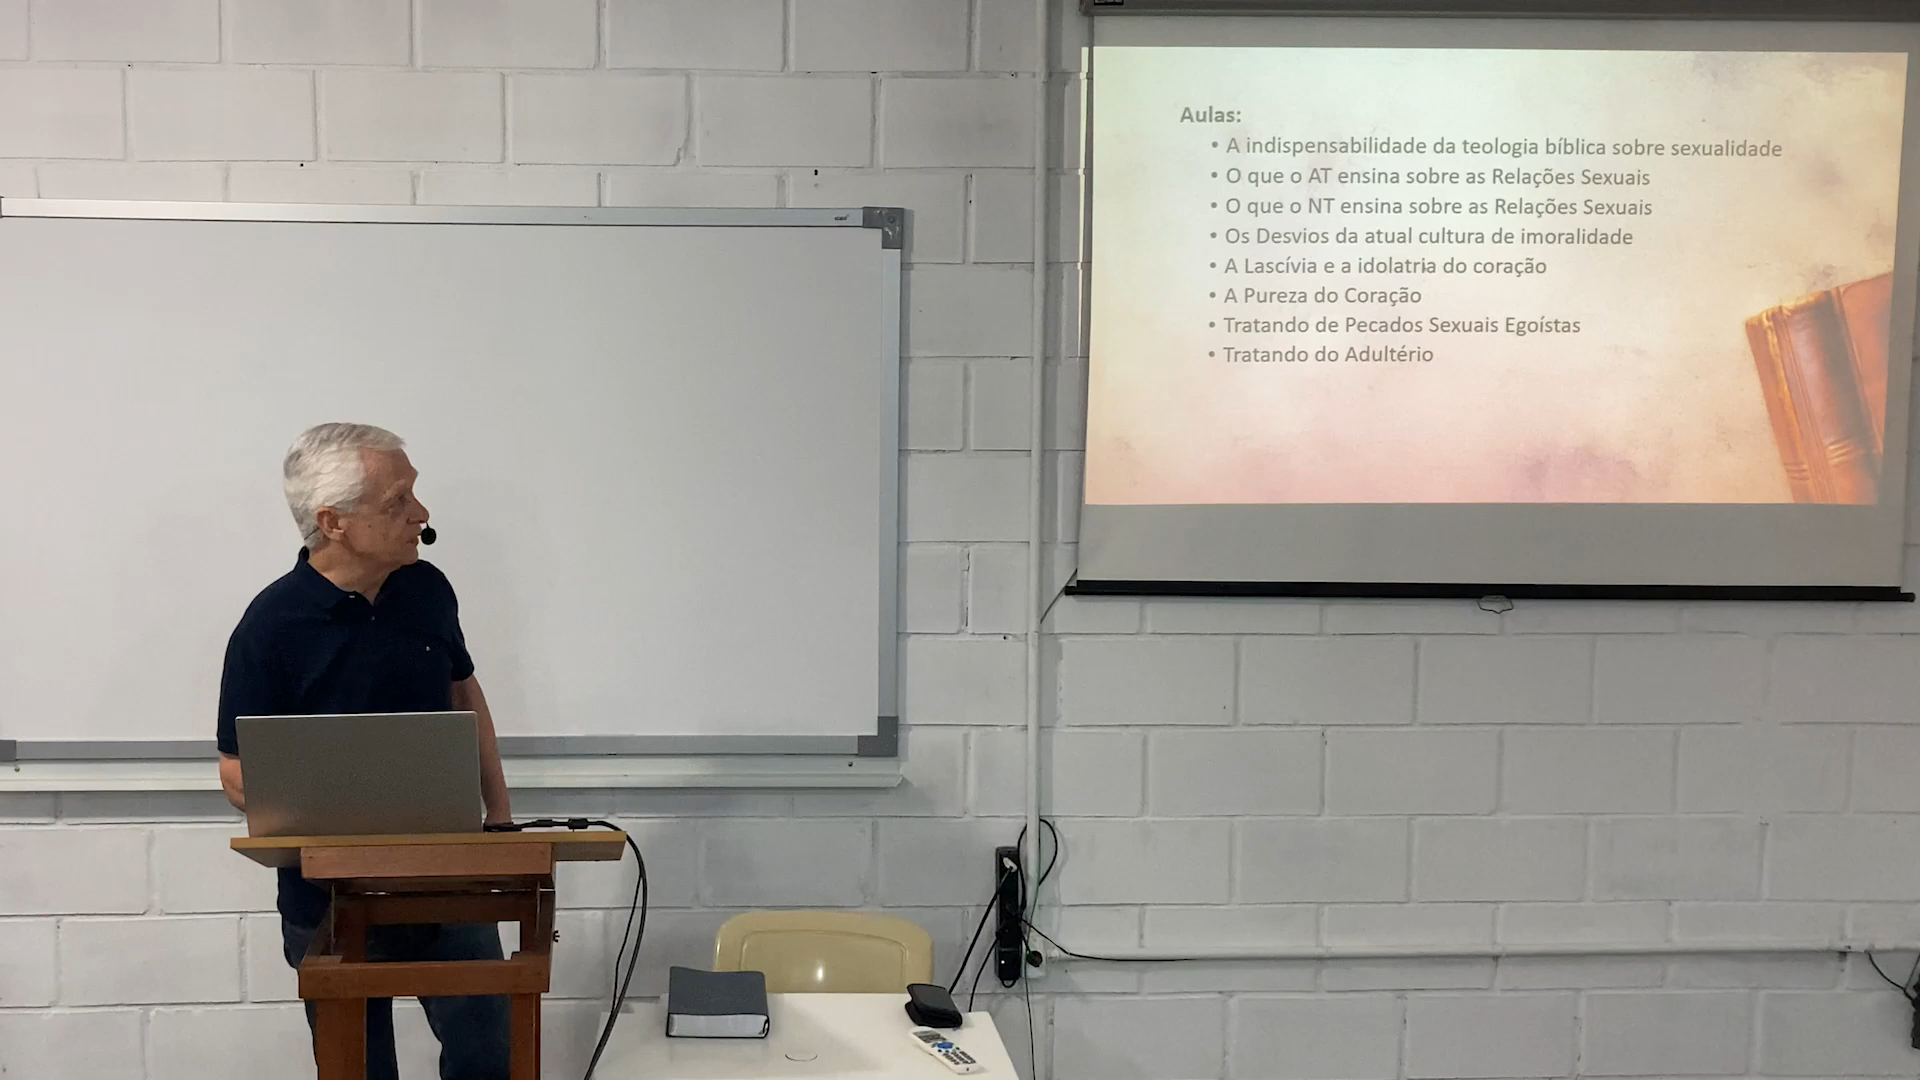 Aulas:
• A indispensabilidade da teologia bíblica sobre sexualidade
• O que o AT ensina sobre as Relações Sexuais
• O que o NT ensina sobre as Relações Sexuais
• Os Desvios da atual cultura de imoralidade
• A Lascívia e a idolatria do coração
• A Pureza do Coração
• Tratando de Pecados Sexuais Egoístas
• Tratando do Adultério